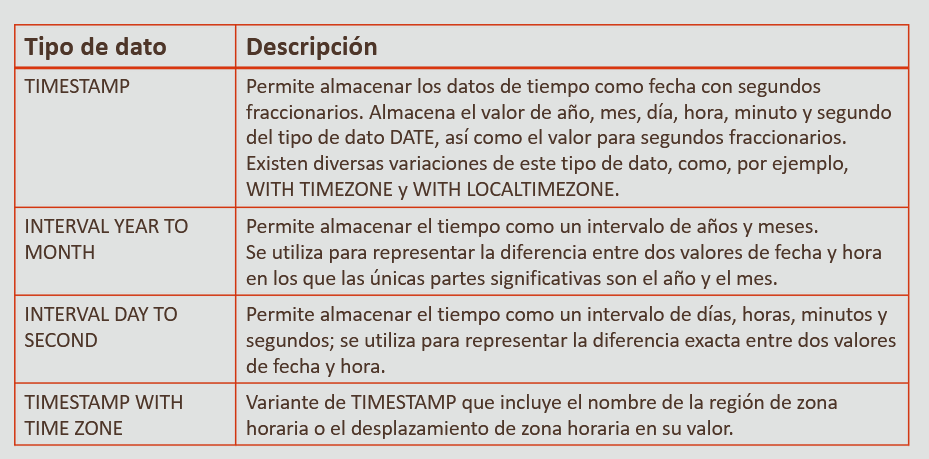 Tipo de dato
Descripción
TIMESTAMP
Permite almacenar los datos de tiempo como fecha con segundos
fraccionarios. Almacena el valor de año, mes, día, hora, minuto y segundo
del tipo de dato DATE, así como el valor para segundos fraccionarios.
Existen diversas variaciones de este tipo de dato, como, por ejemplo,
WITH TIMEZONE y WITH LOCALTIMEZONE.
INTERVAL YEAR TO
MONTH
Permite almacenar el tiempo como un intervalo de años y meses.
Se utiliza para representar la diferencia entre dos valores de fecha y hora
en los que las únicas partes significativas son el año y el mes.
INTERVAL DAY TO
SECOND
Permite almacenar el tiempo como un intervalo de días, horas, minutos y
segundos; se utiliza para representar la diferencia exacta entre dos valores
de fecha y hora.
TIMESTAMP WITH
TIME ZONE
Variante de TIMESTAMP que incluye el nombre de la región de zona
horaria o el desplazamiento de zona horaria en su valor.